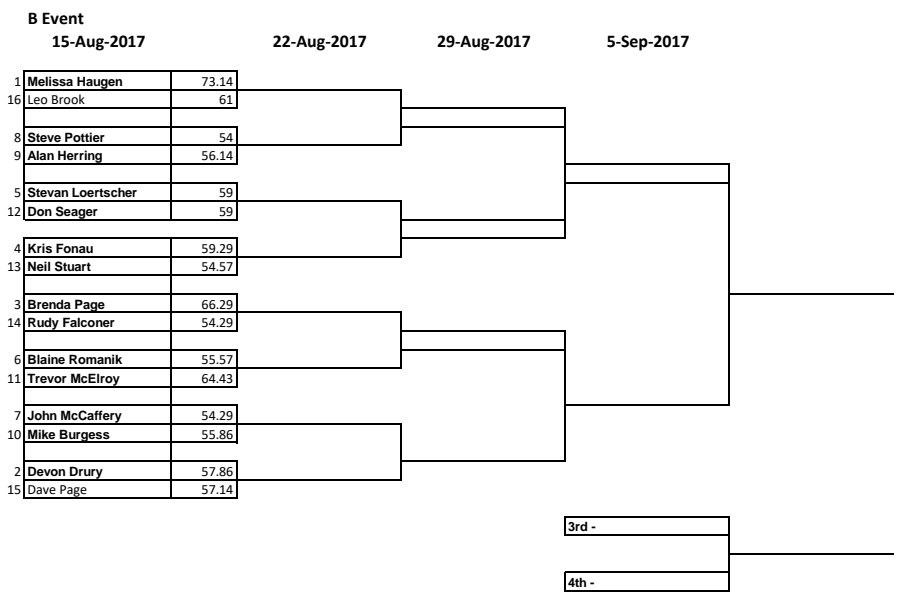 B Event
15-Aug-2017 22-Aug-2017 29-Aug-2017 5-Sep-2017
1 Melissa Haugen 73.14
16 Leo Brook 61
8 Steve Pottier 54
9 Alan Herring 56.14
5 Stevan Loertscher 59
12 Don Seager 59
4 Kris Fonau 59.29
13 Neil Stuart 54.57
3 Brenda Page 66.29
14 Rudy Falconer 54.29
6 Blaine Romanik 55.57
11 Trevor McElroy 64.43
7 John McCaffery 54.29
10 Mike Burgess 55.86
2 Devon Drury 57.86
15 Dave Page 57.14
3rd -
4th -